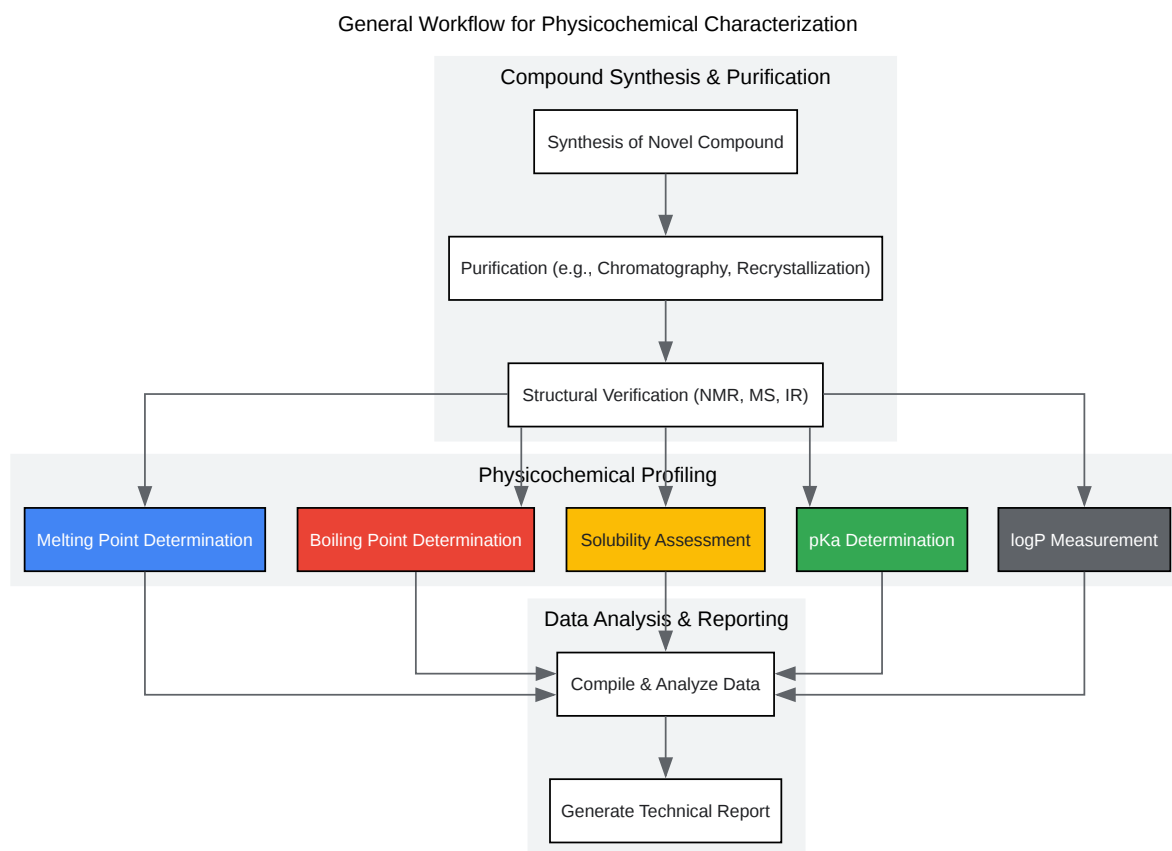 General Workflow for Physicochemical Characterization
Compound Synthesis & Purification
Synthesis of Novel Compound
Purification (e.g., Chromatography, Recrystallization)
Structural Verification (NMR, MS, IR)
Physicochemical Profiling
Melting Point Determination
Boiling Point Determination
Solubility Assessment
pKa Determination
logP Measurement
Data Analysis & Reporting
Compile & Analyze Data
Generate Technical Report